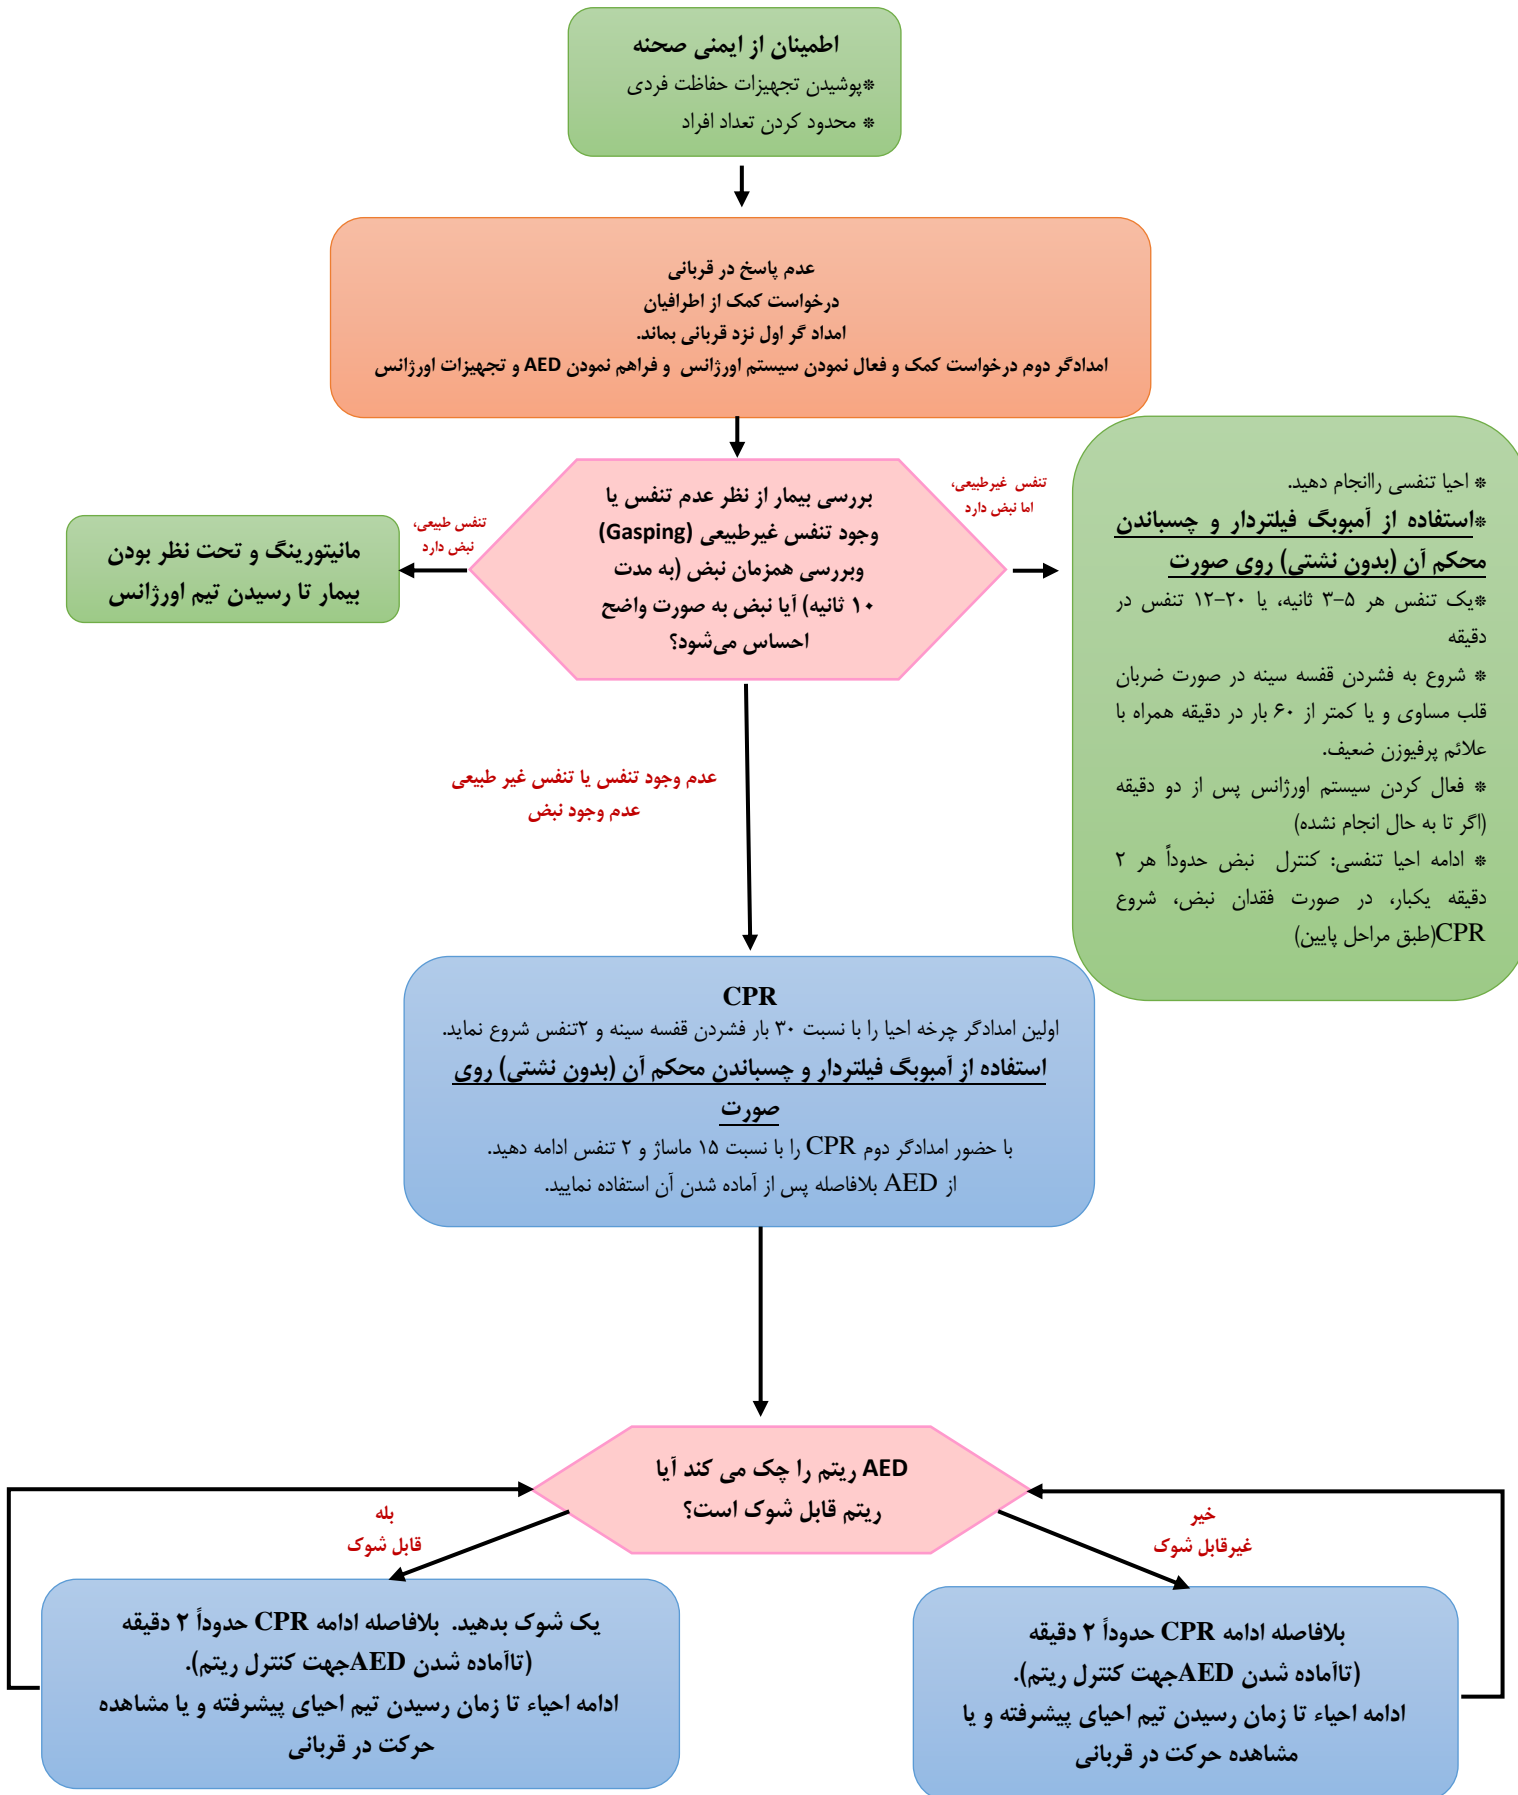 اطمینان از ایمنی صحنه
*پوشیدن تجهیزات حفاظت فردی
* محدود کردن تعداد افراد
عدم پاسخ در قربانی
درخواست کمک از اطرافیان
امداد گر اول نزد قربانی بماند.
امدادگر دوم درخواست کمک و فعال نمودن سیستم اورژانس و فراهم نمودن AED و تجهیزات اورژانس
بررسی بیمار از نظر عدم تنفس یا
وجود تنفس غیرطبیعی (Gasping)
وبررسی همزمان نبض (به مدت
۱۰ ثانیه) آیا نبض به صورت واضح
احساس می‌شود؟
تنفس غیرطبیعی،
اما نبض دارد
* احیا تنفسی راانجام دهید.
*استفاده از آمبوبگ فیلتردار و چسباندن
محکم آن (بدون نشتی) روی صورت
*یک تنفس هر ۵-۳ ثانیه، یا ۲۰-۱۲ تنفس در
دقیقه
* شروع به فشردن قفسه سینه در صورت ضربان
قلب مساوی و یا کمتر از ۶۰ بار در دقیقه همراه با
علائم پرفیوزن ضعیف.
* فعال کردن سیستم اورژانس پس از دو دقیقه
(اگر تا به حال انجام نشده)
* ادامه احیا تنفسی: کنترل نبض حدوداً هر ۲
دقیقه یکبار، در صورت فقدان نبض، شروع
CPR(طبق مراحل پایین)
تنفس طبیعی،
نبض دارد
مانیتورینگ و تحت نظر بودن
بیمار تا رسیدن تیم اورژانس
عدم وجود تنفس یا تنفس غیر طبیعی
عدم وجود نبض
CPR
اولین امدادگر چرخه احیا را با نسبت ۳۰ بار فشردن قفسه سینه و ۲تنفس شروع نماید.
استفاده از آمبوبگ فیلتردار و چسباندن محکم آن (بدون نشتی) روی
صورت
با حضور امدادگر دوم CPR را با نسبت ۱۵ ماساژ و ۲ تنفس ادامه دهید.
از AED بلافاصله پس از آماده شدن آن استفاده نمایید.
AED ریتم را چک می کند آیا
ریتم قابل شوک است؟
خیر
غیرقابل شوک
بله
قابل شوک
بلافاصله ادامه CPR حدوداً ۲ دقیقه
(تاآماده شدن AEDجهت کنترل ریتم).
ادامه احیاء تا زمان رسیدن تیم احیای پیشرفته و یا
مشاهده حرکت در قربانی
یک شوک بدهید. بلافاصله ادامه CPR حدوداً ۲ دقیقه
(تاآماده شدن AEDجهت کنترل ریتم).
ادامه احیاء تا زمان رسیدن تیم احیای پیشرفته و یا مشاهده
حرکت در قربانی